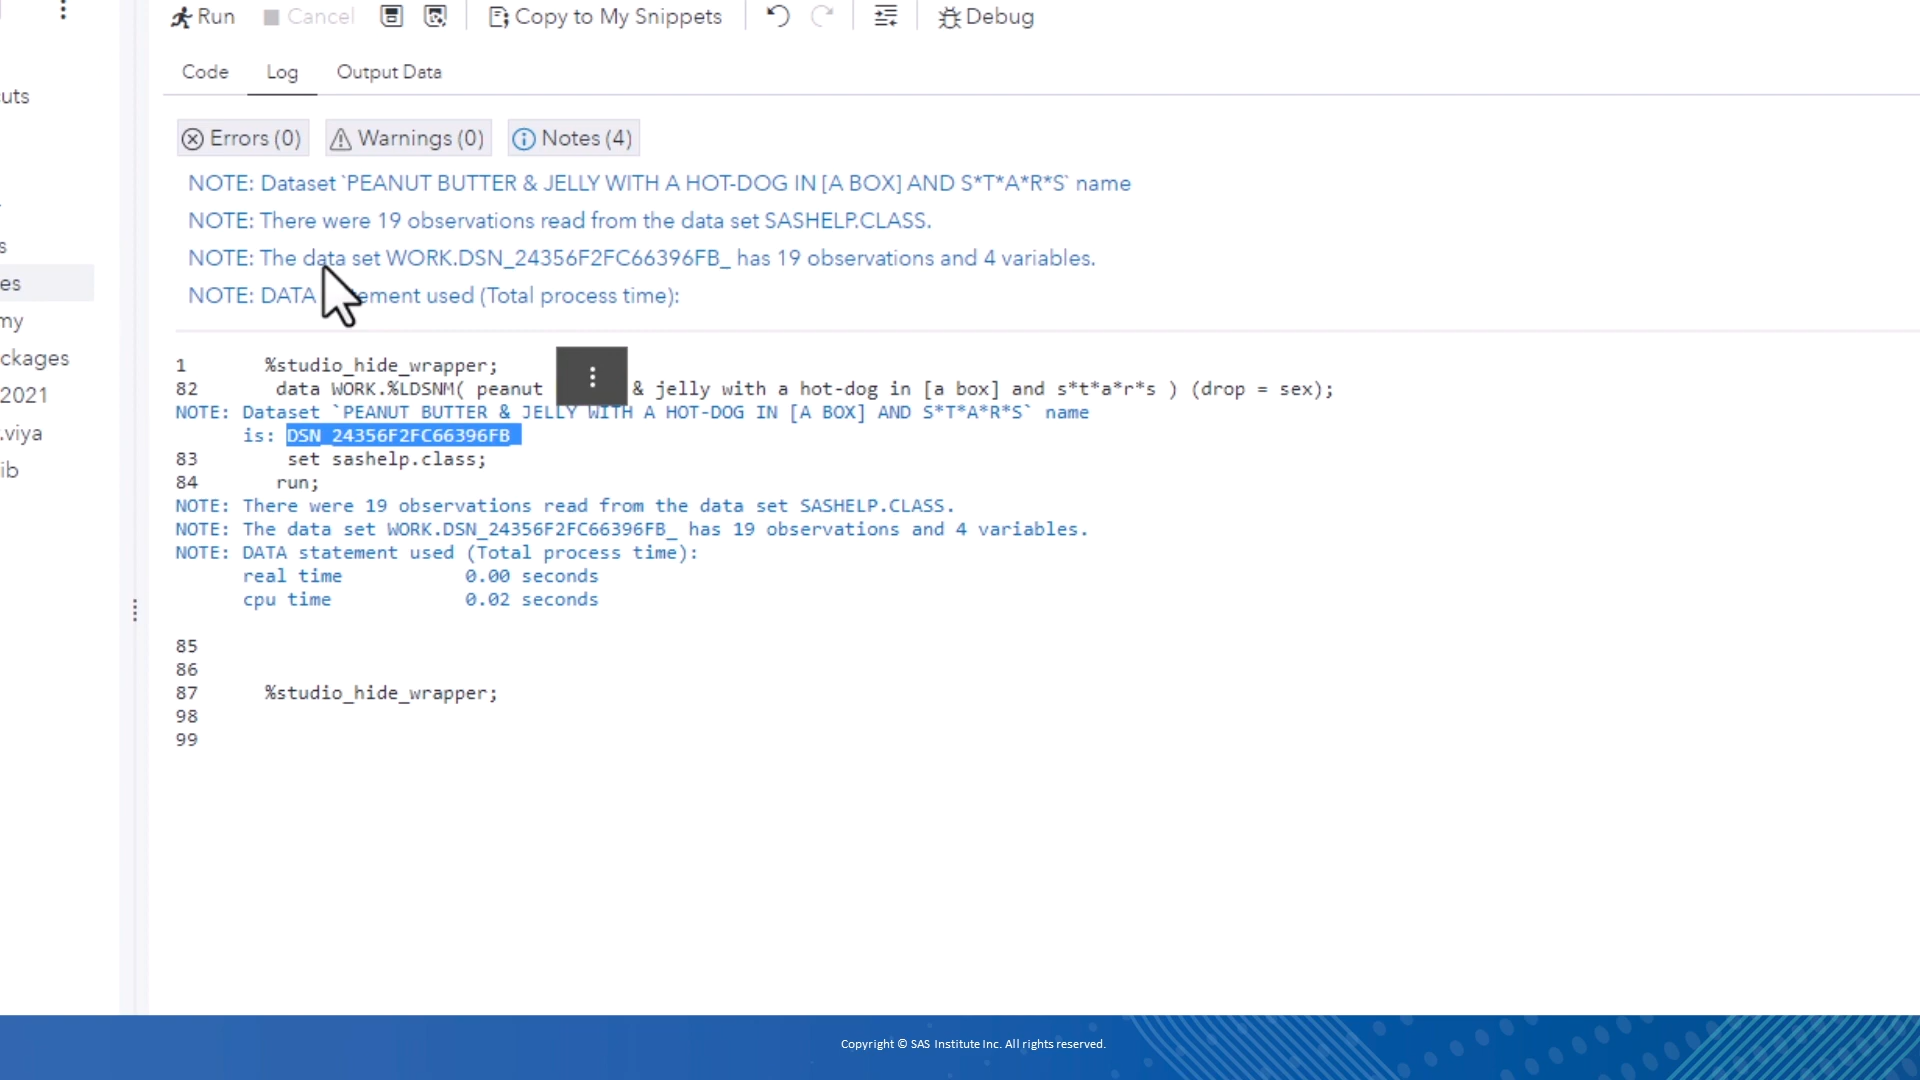 Run Cancel Copy to My Snippets Debug
Code Log Output Data
cuts
Errors (0) Warnings (0) Notes (4)
NOTE: Dataset `PEANUT BUTTER & JELLY WITH A HOT-DOG IN [A BOX] AND S*T*A*R*S` name
NOTE: There were 19 observations read from the data set SASHELP.CLASS.
s
NOTE: The data set WORK.DSN_24356F2FC66396FB_ has 19 observations and 4 variables.
es
NOTE: DATA ement used (Total process time):
my
ckages
2021
.viya
ib
1 %studio_hide_wrapper;
82 data WORK.%LDSNM( peanut & jelly with a hot-dog in [a box] and s*t*a*r*s ) (drop = sex);
NOTE: Dataset `PEANUT BUTTER & JELLY WITH A HOT-DOG IN [A BOX] AND S*T*A*R*S` name
is: DSN_24356F2FC66396FB_
83 set sashelp.class;
84 run;
NOTE: There were 19 observations read from the data set SASHELP.CLASS.
NOTE: The data set WORK.DSN_24356F2FC66396FB_ has 19 observations and 4 variables.
NOTE: DATA statement used (Total process time):
real time 0.00 seconds
cpu time 0.02 seconds
85
86
87 %studio_hide_wrapper;
98
99
Copyright © SAS Institute Inc. All rights reserved.